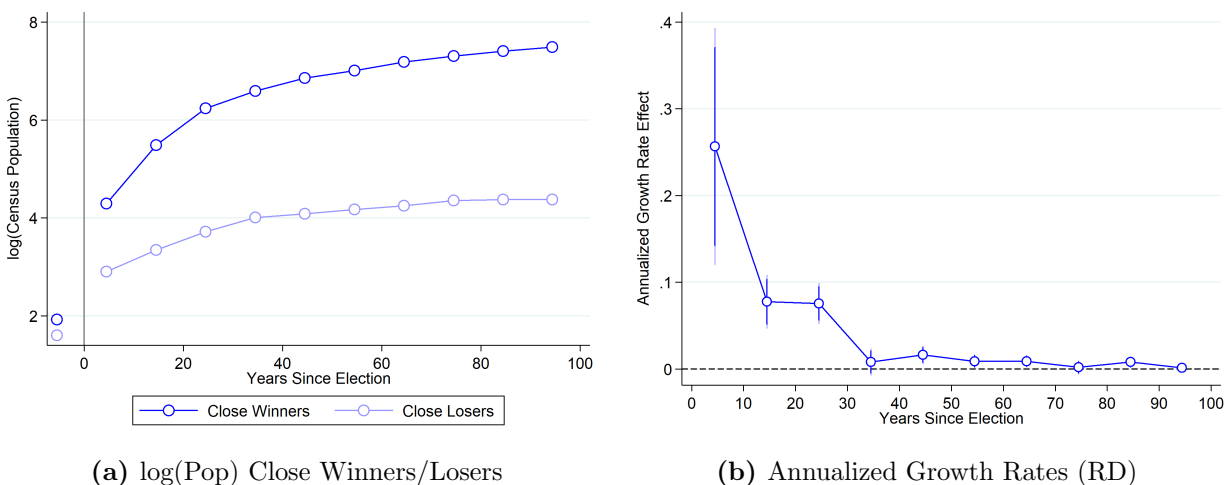 8
6
4
2
log(Census Population)
0 20 40 60 80 100
Years Since Election
Close Winners Close Losers
(a) log(Pop) Close Winners/Losers
.4
.3
.2
.1
0
Annualized Growth Rate Effect
0 10 20 30 40 50 60 70 80 90 100
Years Since Election
(b) Annualized Growth Rates (RD)